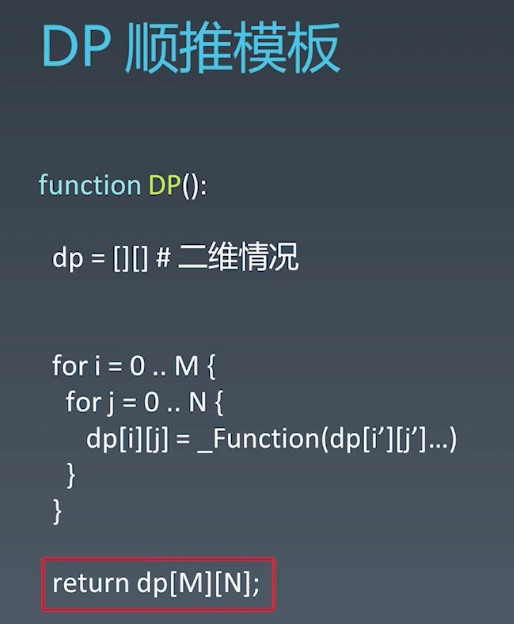 DP 顺推模板
function DP():
dp = [][] # 二维情况
for i = 0 .. M {
for j = 0 .. N {
dp[i][j] = _Function(dp[i’][j’]…)
}
}
return dp[M][N];